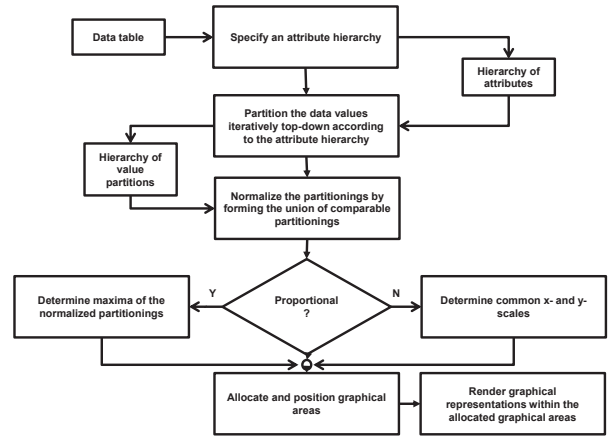 Data table
Specify an attribute hierarchy
Hierarchy of
attributes
Partition the data values
iteratively top-down according
to the attribute hierarchy
Hierarchy of
value
partitions
Normalize the partitionings by
forming the union of comparable
partitionings
Y
Proportional
?
N
Determine maxima of the
normalized partitionings
Determine common x- and y-
scales
Allocate and position graphical
areas
Render graphical
representations within the
allocated graphical areas